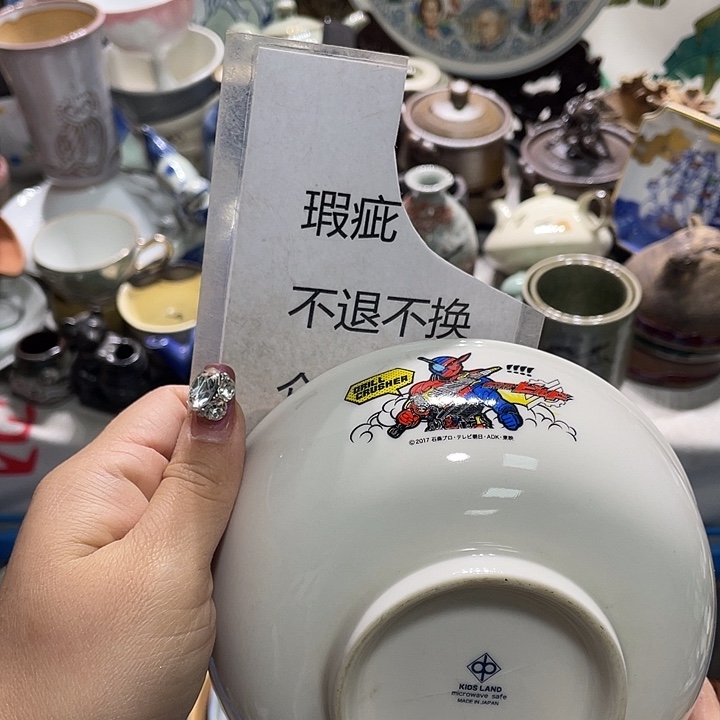 瑕疵
不退不换
DRILL
CRUSHER
©2017 石森プロ・テレビ朝日・ADK・東映
KIDS LAND
microwave safe
MADE IN JAPAN